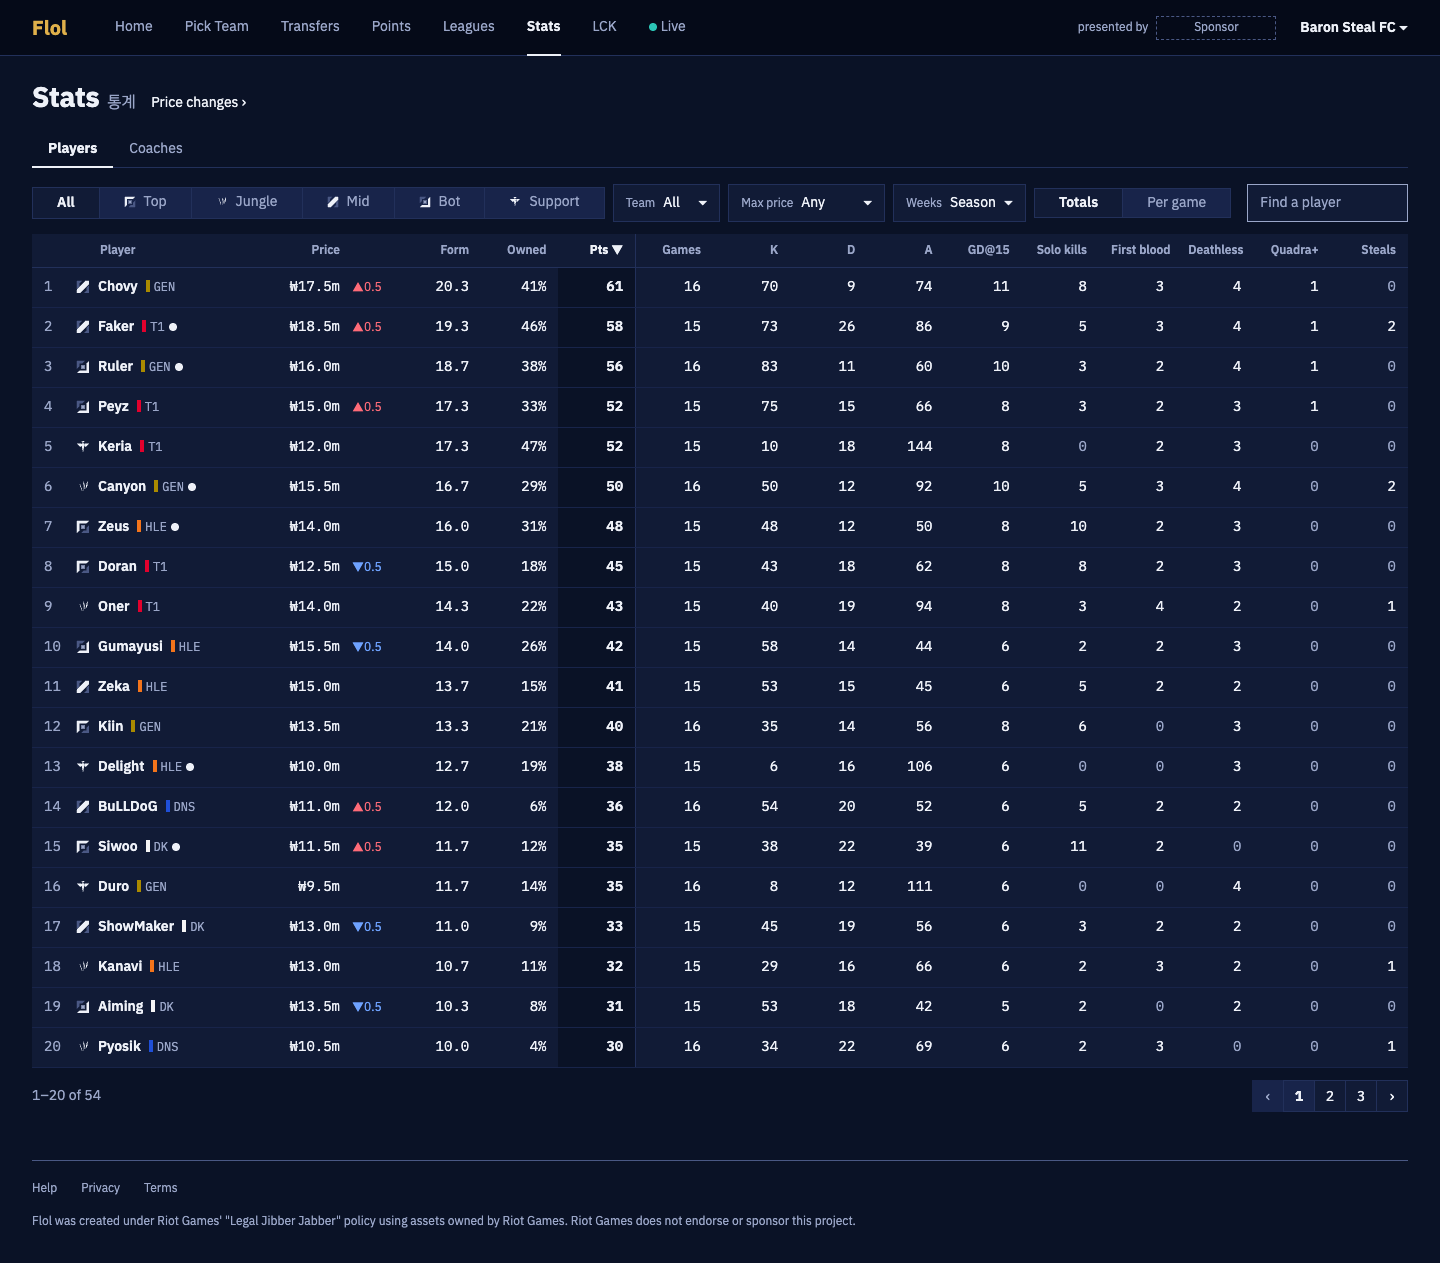 Flol Home Pick Team Transfers Points Leagues Stats LCK Live presented by Sponsor Baron Steal FC
Stats 통계 Price changes ›
Players Coaches
All Top Jungle Mid Bot Support Team All Max price Any Weeks Season Totals Per game Find a player
Player Price Form Owned Pts ▼ Games K D A GD@15 Solo kills First blood Deathless Quadra+ Steals
1 Chovy GEN ₩17.5m ▲0.5 20.3 41% 61 16 70 9 74 11 8 3 4 1 0
2 Faker T1 ₩18.5m ▲0.5 19.3 46% 58 15 73 26 86 9 5 3 4 1 2
3 Ruler GEN ₩16.0m 18.7 38% 56 16 83 11 60 10 3 2 4 1 0
4 Peyz T1 ₩15.0m ▲0.5 17.3 33% 52 15 75 15 66 8 3 2 3 1 0
5 Keria T1 ₩12.0m 17.3 47% 52 15 10 18 144 8 0 2 3 0 0
6 Canyon GEN ₩15.5m 16.7 29% 50 16 50 12 92 10 5 3 4 0 2
7 Zeus HLE ₩14.0m 16.0 31% 48 15 48 12 50 8 10 2 3 0 0
8 Doran T1 ₩12.5m ▼0.5 15.0 18% 45 15 43 18 62 8 8 2 3 0 0
9 Oner T1 ₩14.0m 14.3 22% 43 15 40 19 94 8 3 4 2 0 1
10 Gumayusi HLE ₩15.5m ▼0.5 14.0 26% 42 15 58 14 44 6 2 2 3 0 0
11 Zeka HLE ₩15.0m 13.7 15% 41 15 53 15 45 6 5 2 2 0 0
12 Kiin GEN ₩13.5m 13.3 21% 40 16 35 14 56 8 6 0 3 0 0
13 Delight HLE ₩10.0m 12.7 19% 38 15 6 16 106 6 0 0 3 0 0
14 BuLLDoG DNS ₩11.0m ▲0.5 12.0 6% 36 16 54 20 52 6 5 2 2 0 0
15 Siwoo DK ₩11.5m ▲0.5 11.7 12% 35 15 38 22 39 6 11 2 0 0 0
16 Duro GEN ₩9.5m 11.7 14% 35 16 8 12 111 6 0 0 4 0 0
17 ShowMaker DK ₩13.0m ▼0.5 11.0 9% 33 15 45 19 56 6 3 2 2 0 0
18 Kanavi HLE ₩13.0m 10.7 11% 32 15 29 16 66 6 2 3 2 0 1
19 Aiming DK ₩13.5m ▼0.5 10.3 8% 31 15 53 18 42 5 2 0 2 0 0
20 Pyosik DNS ₩10.5m 10.0 4% 30 16 34 22 69 6 2 3 0 0 1
1–20 of 54 ‹ 1 2 3 ›
Help Privacy Terms
Flol was created under Riot Games' "Legal Jibber Jabber" policy using assets owned by Riot Games. Riot Games does not endorse or sponsor this project.